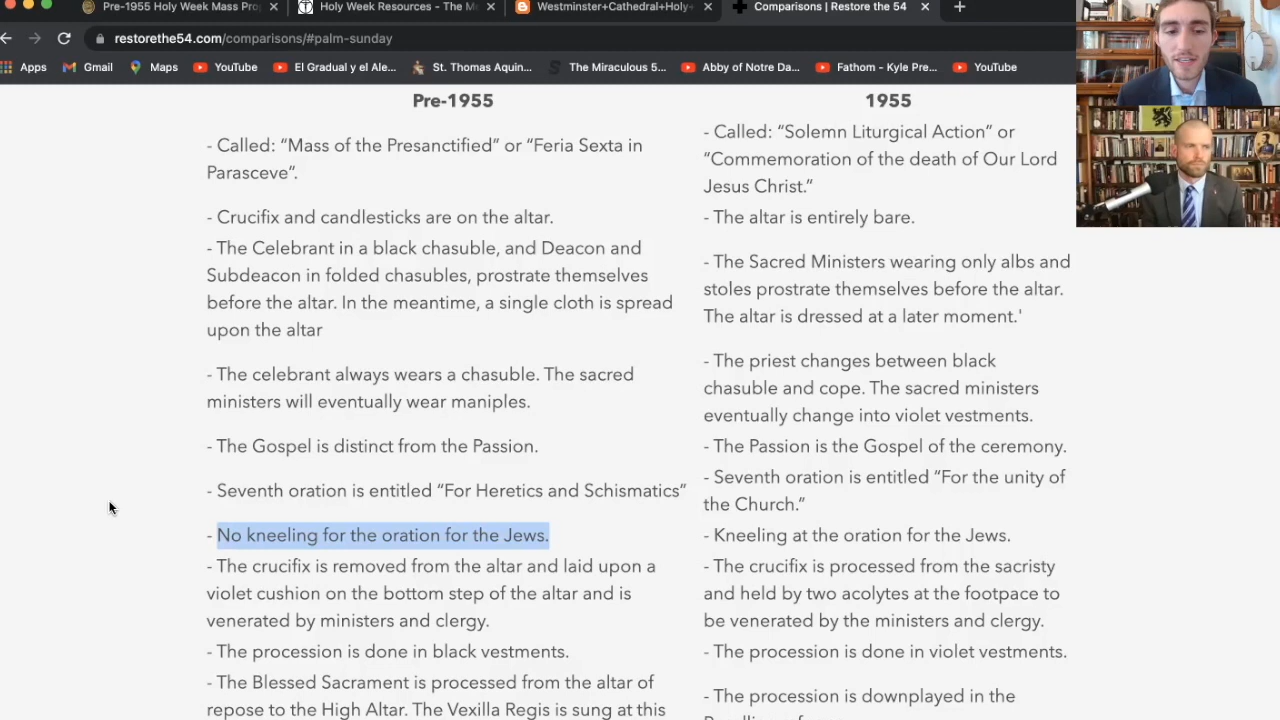 Pre-1955 Holy Week Mass Pro
Holy Week Resources - The M
Westminster+Cathedral+Holy+
Comparisons | Restore the 54
restorethe54.com/comparisons/#palm-sunday
Apps
Gmail
Maps
YouTube
El Gradual y el Ale...
St. Thomas Aquin...
The Miraculous 5...
Abby of Notre Da...
Fathom - Kyle Pre...
YouTube
Pre-1955
- Called: “Mass of the Presanctified” or “Feria Sexta in
Parasceve”.
- Crucifix and candlesticks are on the altar.
- The Celebrant in a black chasuble, and Deacon and
Subdeacon in folded chasubles, prostrate themselves
before the altar. In the meantime, a single cloth is spread
upon the altar
- The celebrant always wears a chasuble. The sacred
ministers will eventually wear maniples.
- The Gospel is distinct from the Passion.
- Seventh oration is entitled “For Heretics and Schismatics”
- No kneeling for the oration for the Jews.
- The crucifix is removed from the altar and laid upon a
violet cushion on the bottom step of the altar and is
venerated by ministers and clergy.
- The procession is done in black vestments.
- The Blessed Sacrament is processed from the altar of
repose to the High Altar. The Vexilla Regis is sung at this
1955
- Called: “Solemn Liturgical Action” or
“Commemoration of the death of Our Lord
Jesus Christ.”
- The altar is entirely bare.
- The Sacred Ministers wearing only albs and
stoles prostrate themselves before the altar.
The altar is dressed at a later moment.'
- The priest changes between black
chasuble and cope. The sacred ministers
eventually change into violet vestments.
- The Passion is the Gospel of the ceremony.
- Seventh oration is entitled “For the unity of
the Church.”
- Kneeling at the oration for the Jews.
- The crucifix is processed from the sacristy
and held by two acolytes at the footpace to
be venerated by the ministers and clergy.
- The procession is done in violet vestments.
- The procession is downplayed in the